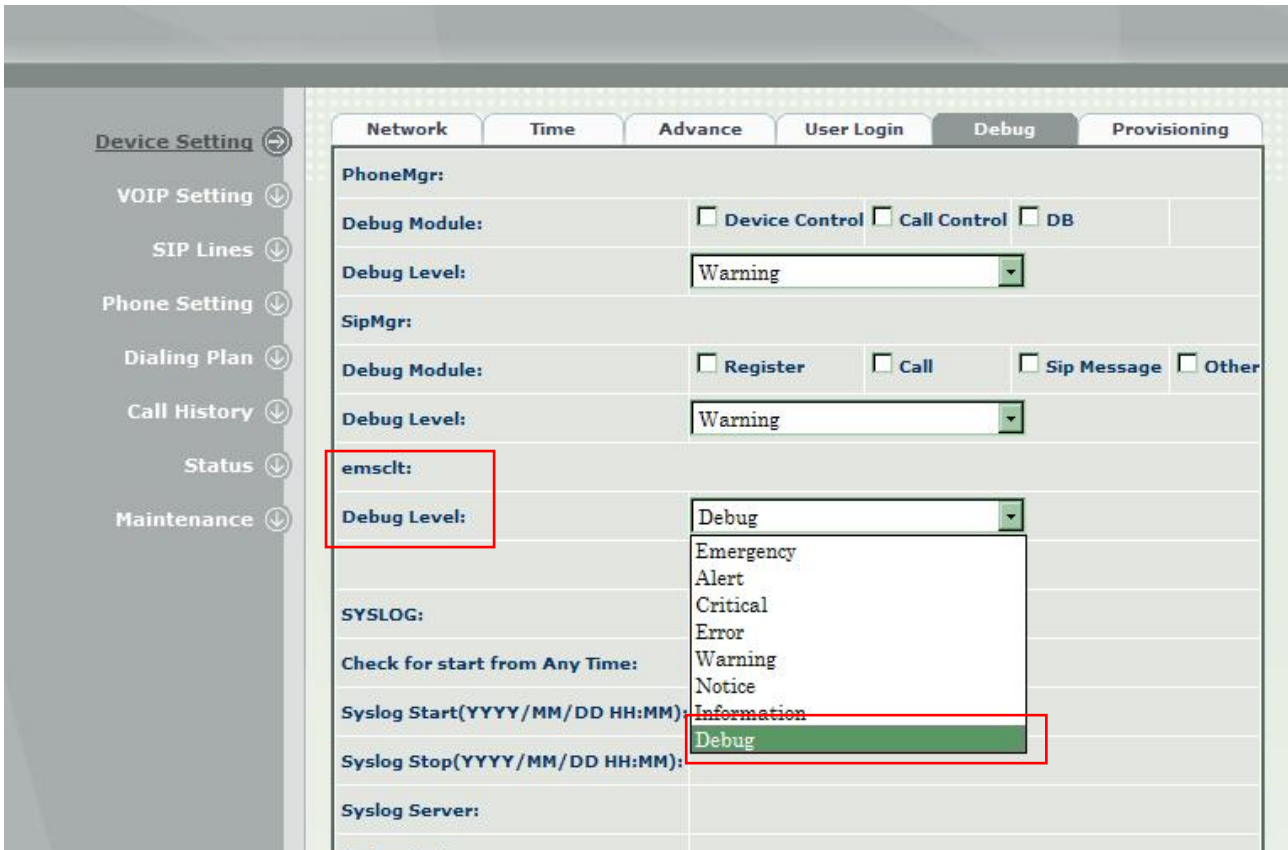 Network Time Advance User Login Debug Provisioning
Device Setting
VOIP Setting
SIP Lines
Phone Setting
Dialing Plan
Call History
Status
Maintenance
PhoneMgr:
Debug Module: Device Control Call Control DB
Debug Level: Warning
SipMgr:
Debug Module: Register Call Sip Message Other
Debug Level: Warning
emsclt:
Debug Level: Debug
Emergency
Alert
Critical
Error
Warning
Notice
Information
Debug
SYSLOG:
Check for start from Any Time:
Syslog Start(YYYY/MM/DD HH:MM):
Syslog Stop(YYYY/MM/DD HH:MM):
Syslog Server: